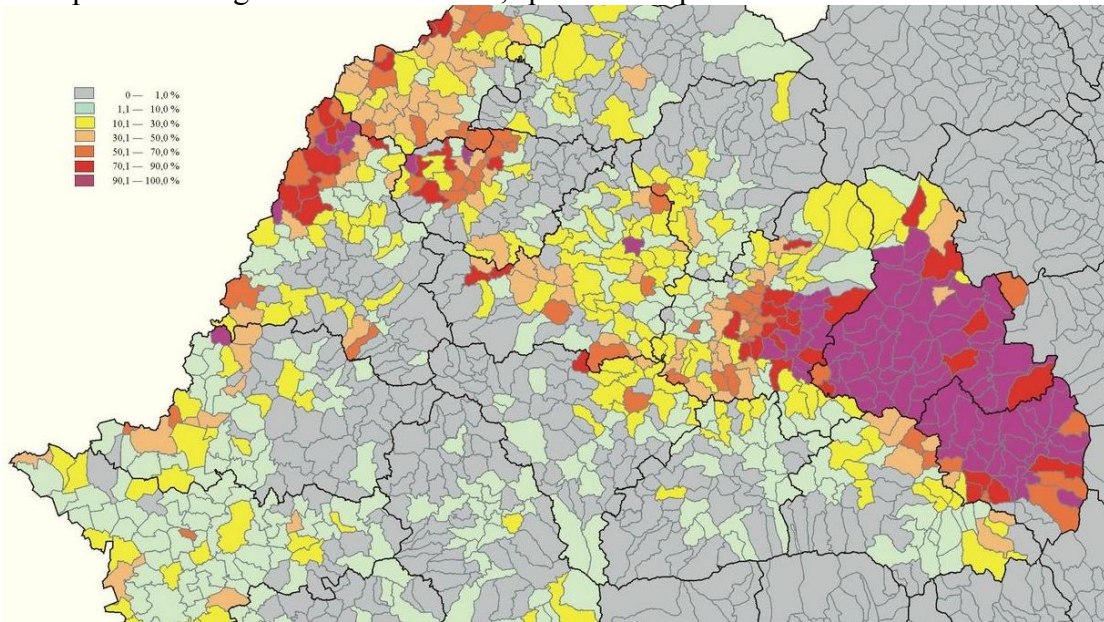 0 — 1,0 %
1,1 — 10,0 %
10,1 — 30,0 %
30,1 — 50,0 %
50,1 — 70,0 %
70,1 — 90,0 %
90,1 — 100,0 %